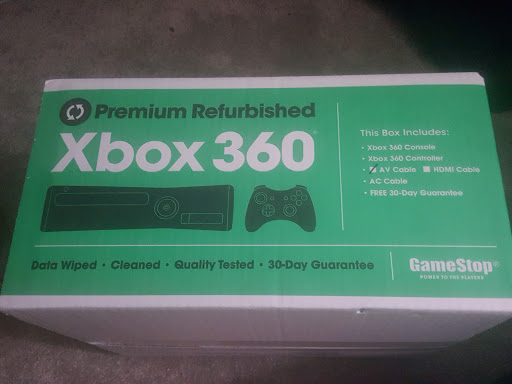 Premium Refurbished
Xbox 360
This Box Includes:
• Xbox 360 Console
• Xbox 360 Controller
• AV Cable HDMI Cable
• AC Cable
• FREE 30-Day Guarantee
Data Wiped • Cleaned • Quality Tested • 30-Day Guarantee
GameStop
POWER TO THE PLAYERS